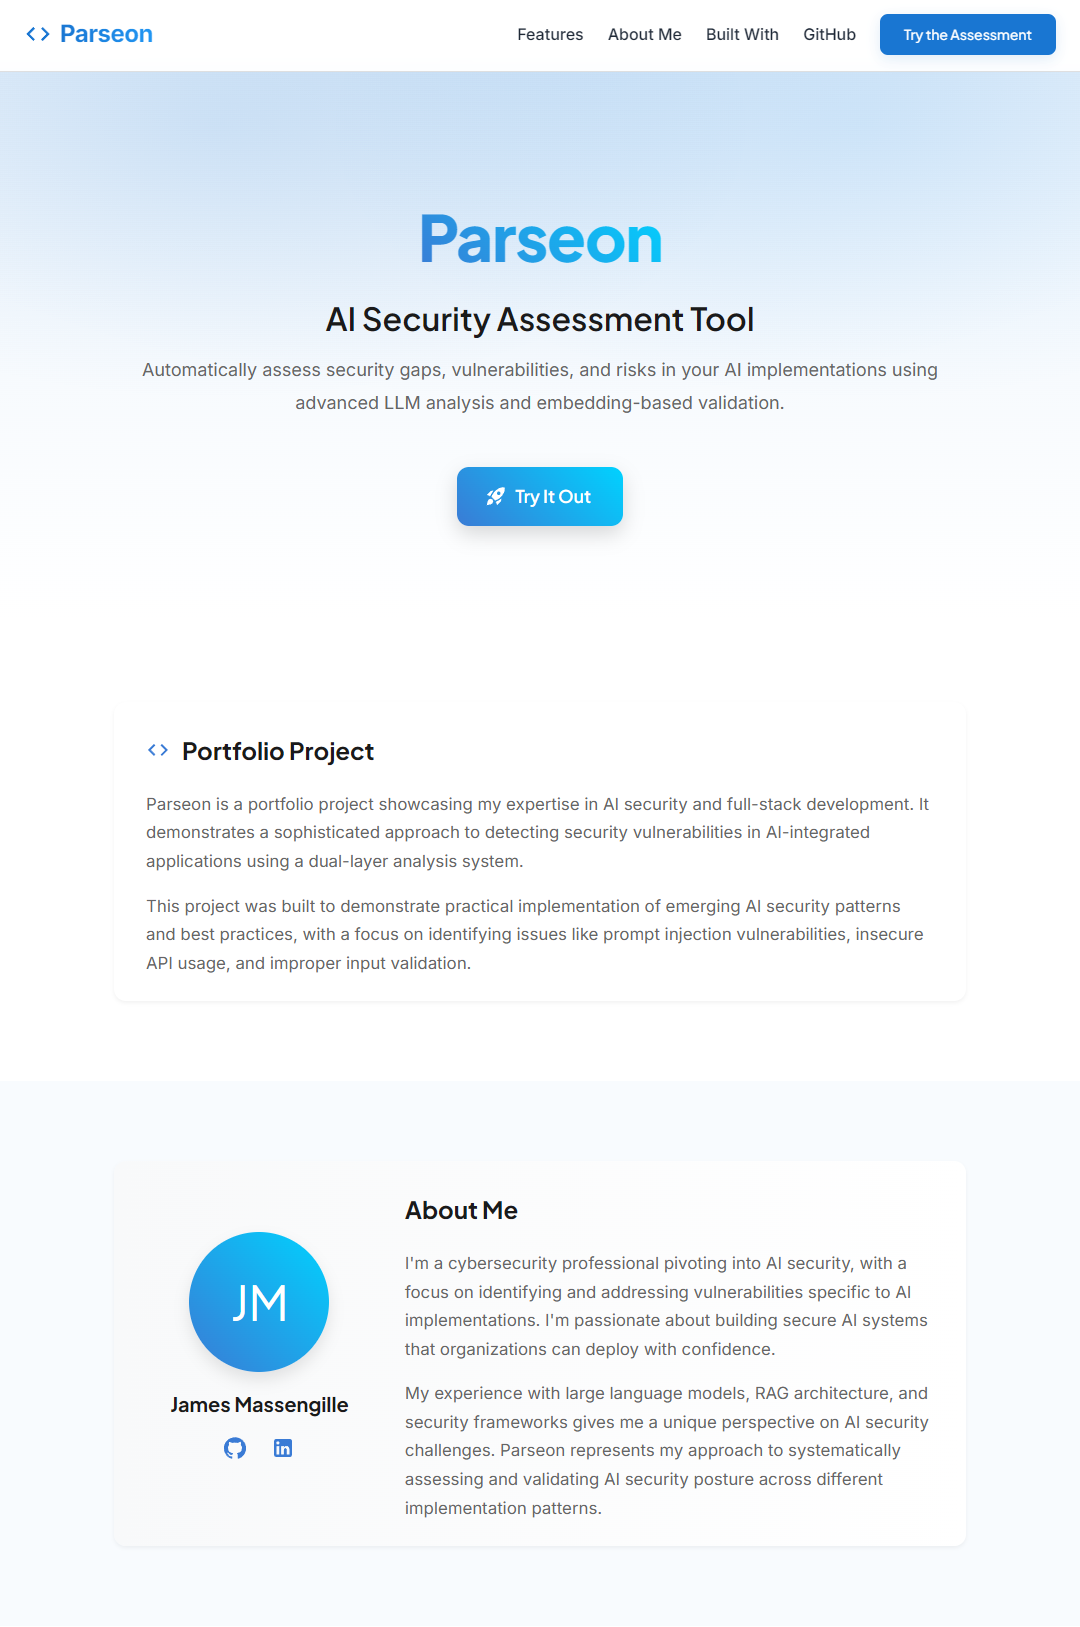 Parseon
Features
About Me
Built With
GitHub
Try the Assessment
Parseon
AI Security Assessment Tool
Automatically assess security gaps, vulnerabilities, and risks in your AI implementations using
advanced LLM analysis and embedding-based validation.
Try It Out
Portfolio Project
Parseon is a portfolio project showcasing my expertise in AI security and full-stack development. It
demonstrates a sophisticated approach to detecting security vulnerabilities in AI-integrated
applications using a dual-layer analysis system.
This project was built to demonstrate practical implementation of emerging AI security patterns
and best practices, with a focus on identifying issues like prompt injection vulnerabilities, insecure
API usage, and improper input validation.
JM
James Massengille
About Me
I'm a cybersecurity professional pivoting into AI security, with a
focus on identifying and addressing vulnerabilities specific to AI
implementations. I'm passionate about building secure AI systems
that organizations can deploy with confidence.
My experience with large language models, RAG architecture, and
security frameworks gives me a unique perspective on AI security
challenges. Parseon represents my approach to systematically
assessing and validating AI security posture across different
implementation patterns.